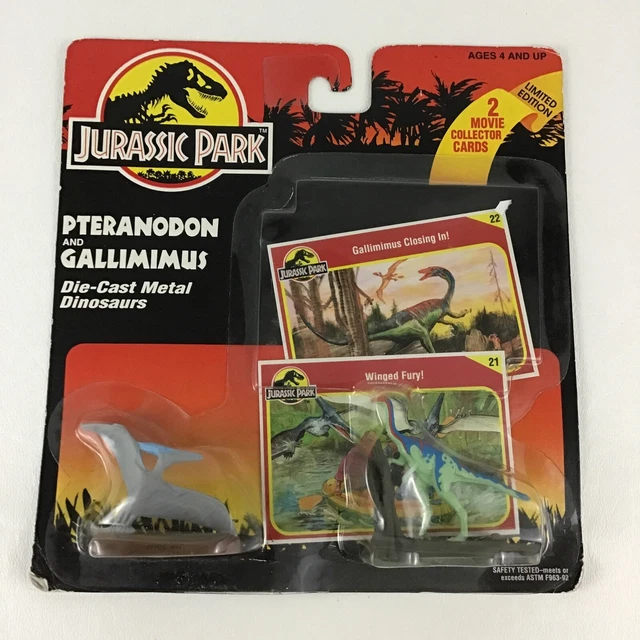 AGES 4 AND UP
LIMITED
EDITION
2
MOVIE
COLLECTOR
CARDS
JURASSIC PARK™
PTERANODON
AND
GALLIMIMUS
Die-Cast Metal
Dinosaurs
22
Gallimimus Closing In!
JURASSIC PARK
21
Winged Fury!
JURASSIC PARK
SAFETY TESTED–meets or
exceeds ASTM F963-92